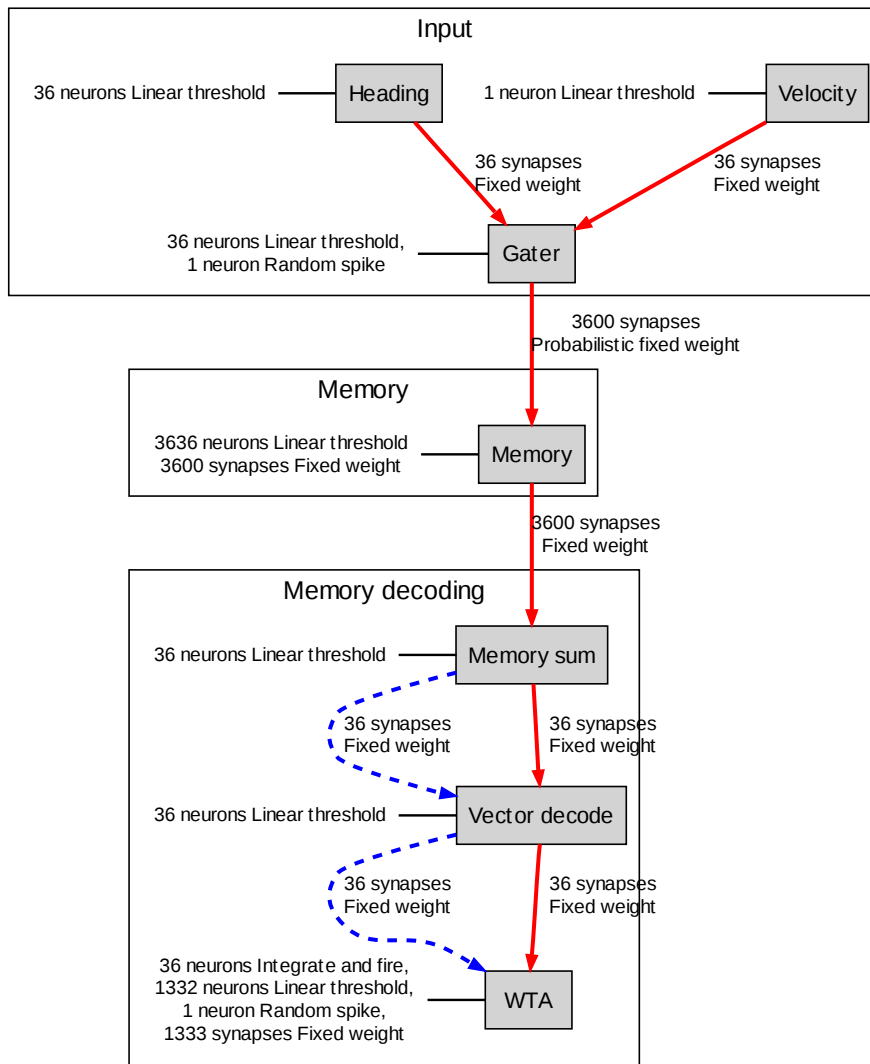 Input
36 neurons Linear threshold
Heading
1 neuron Linear threshold
Velocity
36 synapses
Fixed weight
36 synapses
Fixed weight
36 neurons Linear threshold,
1 neuron Random spike
Gater
3600 synapses
Probabilistic fixed weight
Memory
3636 neurons Linear threshold
3600 synapses Fixed weight
Memory
3600 synapses
Fixed weight
Memory decoding
36 neurons Linear threshold
Memory sum
36 synapses
Fixed weight
36 synapses
Fixed weight
36 neurons Linear threshold
Vector decode
36 synapses
Fixed weight
36 synapses
Fixed weight
36 neurons Integrate and fire,
1332 neurons Linear threshold,
1 neuron Random spike,
1333 synapses Fixed weight
WTA